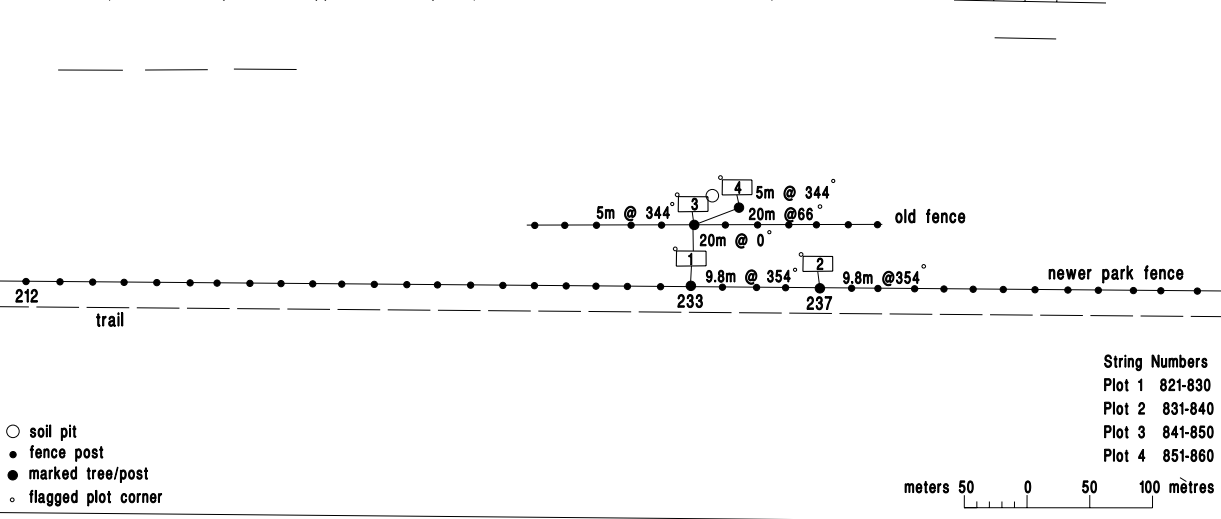 4 5m @ 344°
5m @ 344° 3 20m @66°
old fence
20m @ 0°
1 2
9.8m @ 354° 9.8m @354°
newer park fence
212 233 237
trail
String Numbers
Plot 1 821-830
Plot 2 831-840
Plot 3 841-850
Plot 4 851-860
soil pit
fence post
marked tree/post
flagged plot corner
meters 50 0 50 100 mètres